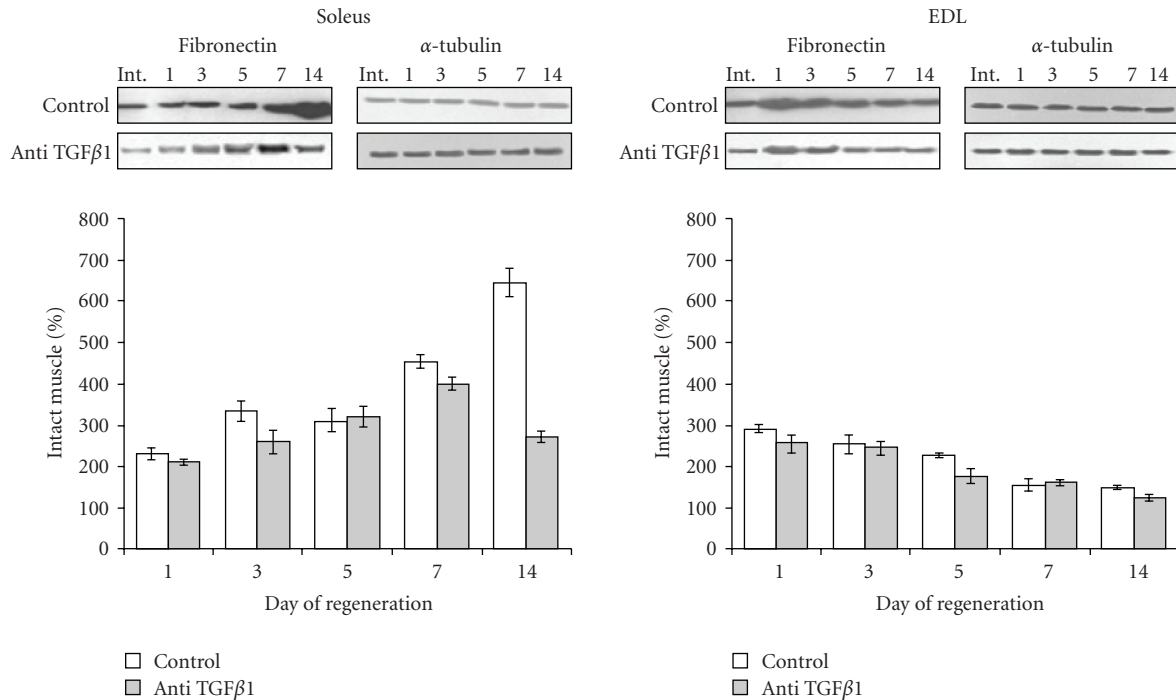 Soleus
Fibronectin
α-tubulin
Int. 1 3 5 7 14
1 3 5 7 14
Int.
Control
Anti TGFβ1
800
700
600
500
400
300
200
100
0
Intact muscle (%)
1 3 5 7 14
Day of regeneration
Control
Anti TGFβ1
EDL
Fibronectin
α-tubulin
Int. 1 3 5 7 14
Int. 1 3 5 7 14
Control
Anti TGFβ1
800
700
600
500
400
300
200
100
0
Intact muscle (%)
1 3 5 7 14
Day of regeneration
Control
Anti TGFβ1